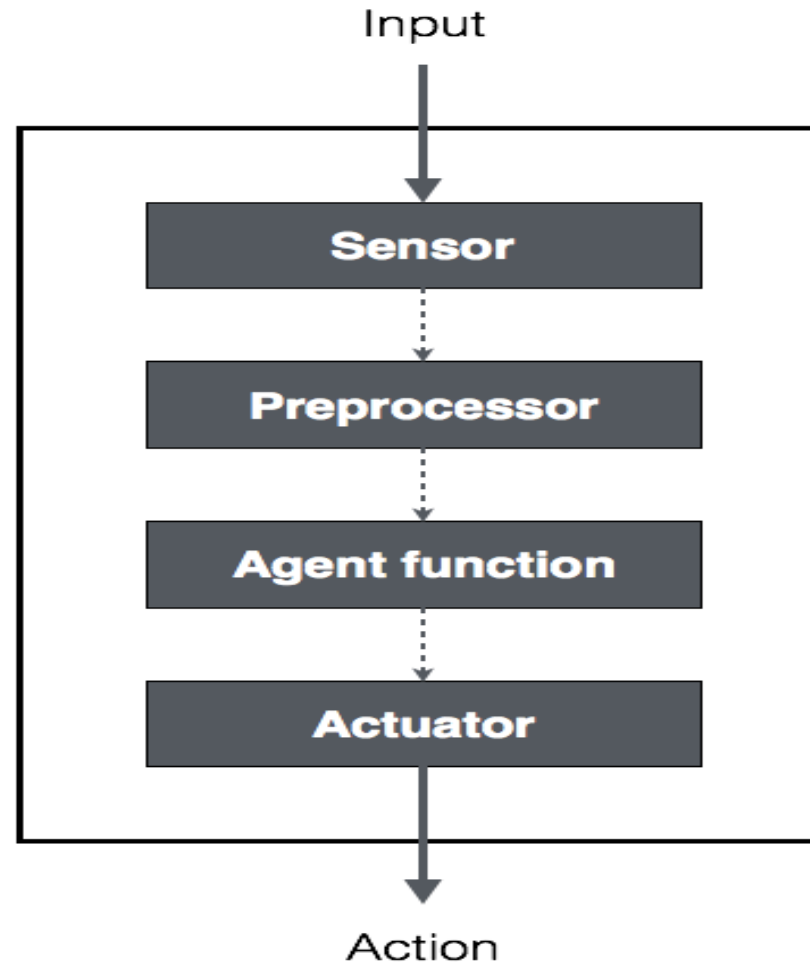 Input
Sensor
Preprocessor
Agent function
Actuator
Action